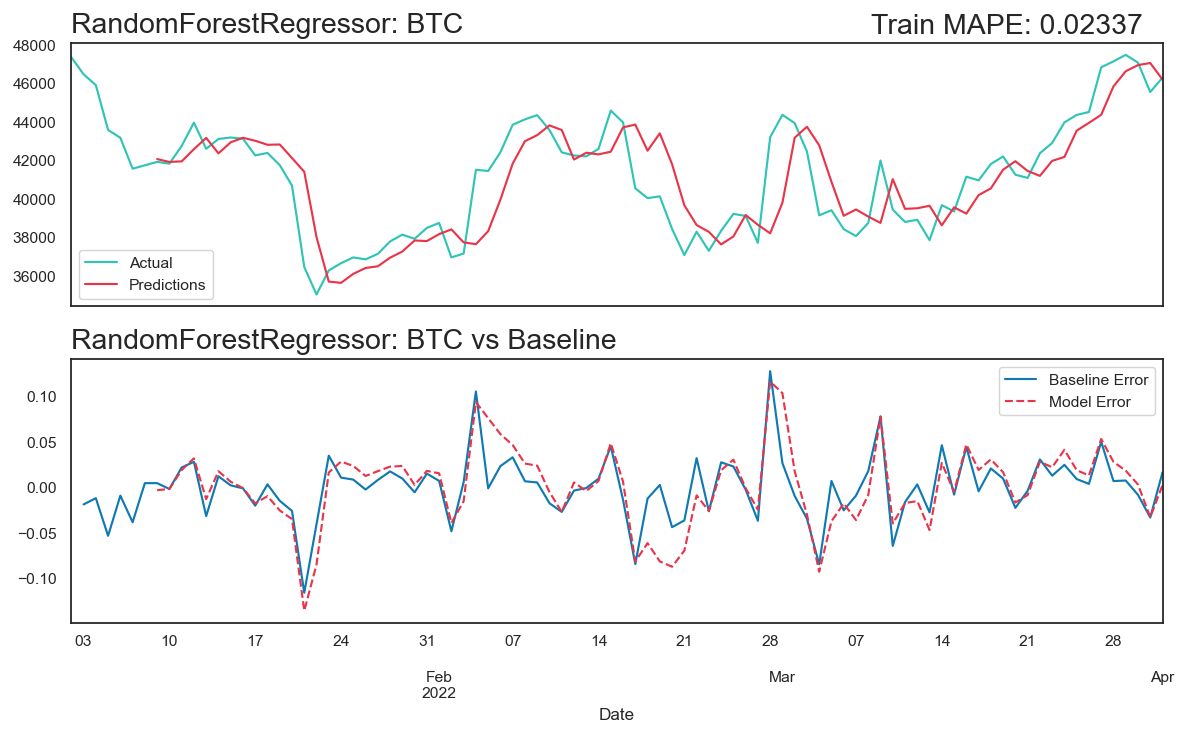 RandomForestRegressor: BTC
Train MAPE: 0.02337
48000
46000
44000
42000
40000
38000
36000
Actual
Predictions
RandomForestRegressor: BTC vs Baseline
0.10
0.05
0.00
−0.05
−0.10
Baseline Error
Model Error
03 10 17 24 31 07 14 21 28 07 14 21 28
Feb Mar Apr
2022
Date